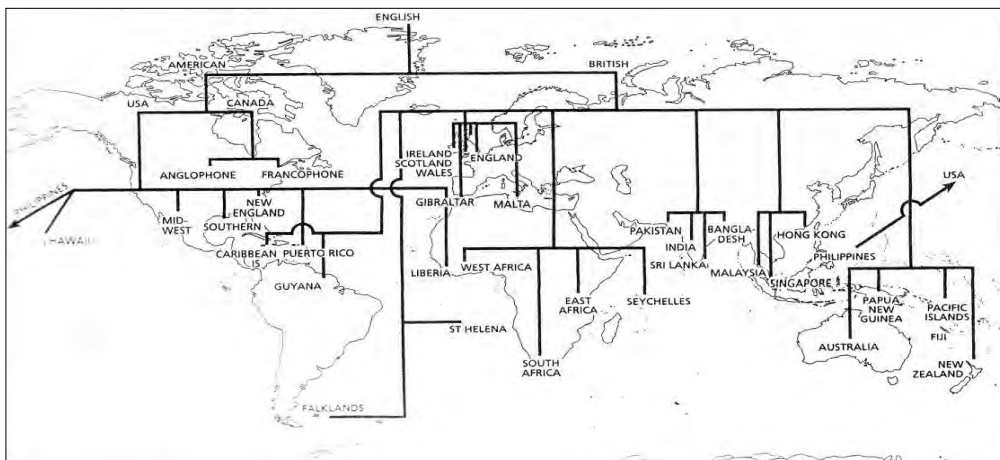 ENGLISH
AMERICAN
BRITISH
USA
CANADA
IRELAND
SCOTLAND
WALES
ENGLAND
ANGLOPHONE
FRANCOPHONE
PHILIPPINES
HAWAII
MID-
WEST
SOUTHERN
NEW
ENGLAND
GIBRALTAR
MALTA
CARIBBEAN
IS
PUERTO RICO
GUYANA
LIBERIA
WEST AFRICA
EAST
AFRICA
SEYCHELLES
SOUTH
AFRICA
ST HELENA
FALKLANDS
PAKISTAN
INDIA
SRI LANKA
BANGLA-
DESH
MALAYSIA
SINGAPORE
HONG KONG
PHILIPPINES
USA
PAPUA
NEW
GUINEA
PACIFIC
ISLANDS
FIJI
AUSTRALIA
NEW
ZEALAND